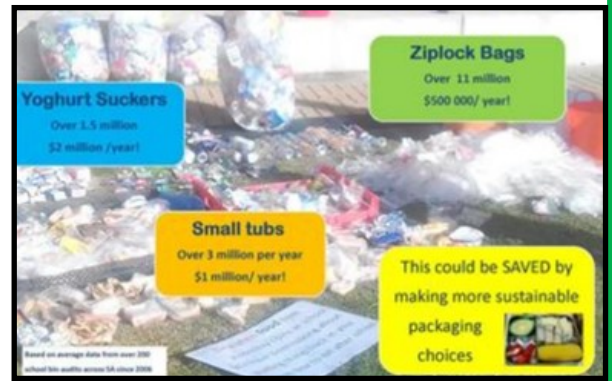 Ziplock Bags
Over 11 million
$500 000/ year!
Yoghurt Suckers
Over 1.5 million
$2 million /year!
Small tubs
Over 3 million per year
$1 million/ year!
This could be SAVED by
making more sustainable
packaging
choices
Based on average data from over 200
school bin audits across SA since 2006